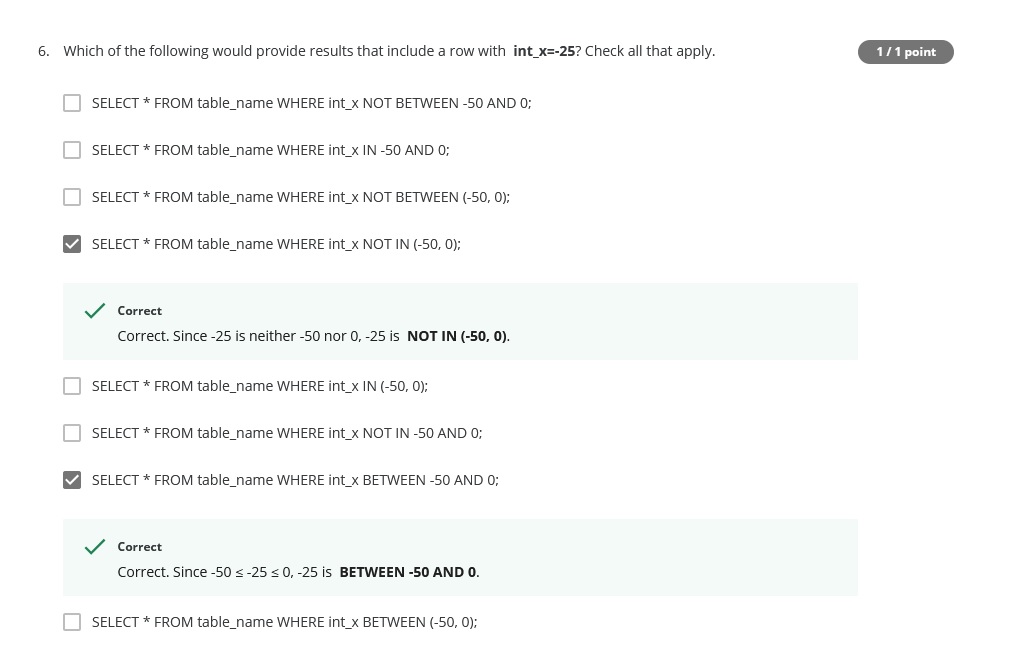 6. Which of the following would provide results that include a row with int_x=-25? Check all that apply.
1 / 1 point
SELECT * FROM table_name WHERE int_x NOT BETWEEN -50 AND 0;
SELECT * FROM table_name WHERE int_x IN -50 AND 0;
SELECT * FROM table_name WHERE int_x NOT BETWEEN (-50, 0);
SELECT * FROM table_name WHERE int_x NOT IN (-50, 0);
Correct
Correct. Since -25 is neither -50 nor 0, -25 is NOT IN (-50, 0).
SELECT * FROM table_name WHERE int_x IN (-50, 0);
SELECT * FROM table_name WHERE int_x NOT IN -50 AND 0;
SELECT * FROM table_name WHERE int_x BETWEEN -50 AND 0;
Correct
Correct. Since -50 ≤ -25 ≤ 0, -25 is BETWEEN -50 AND 0.
SELECT * FROM table_name WHERE int_x BETWEEN (-50, 0);